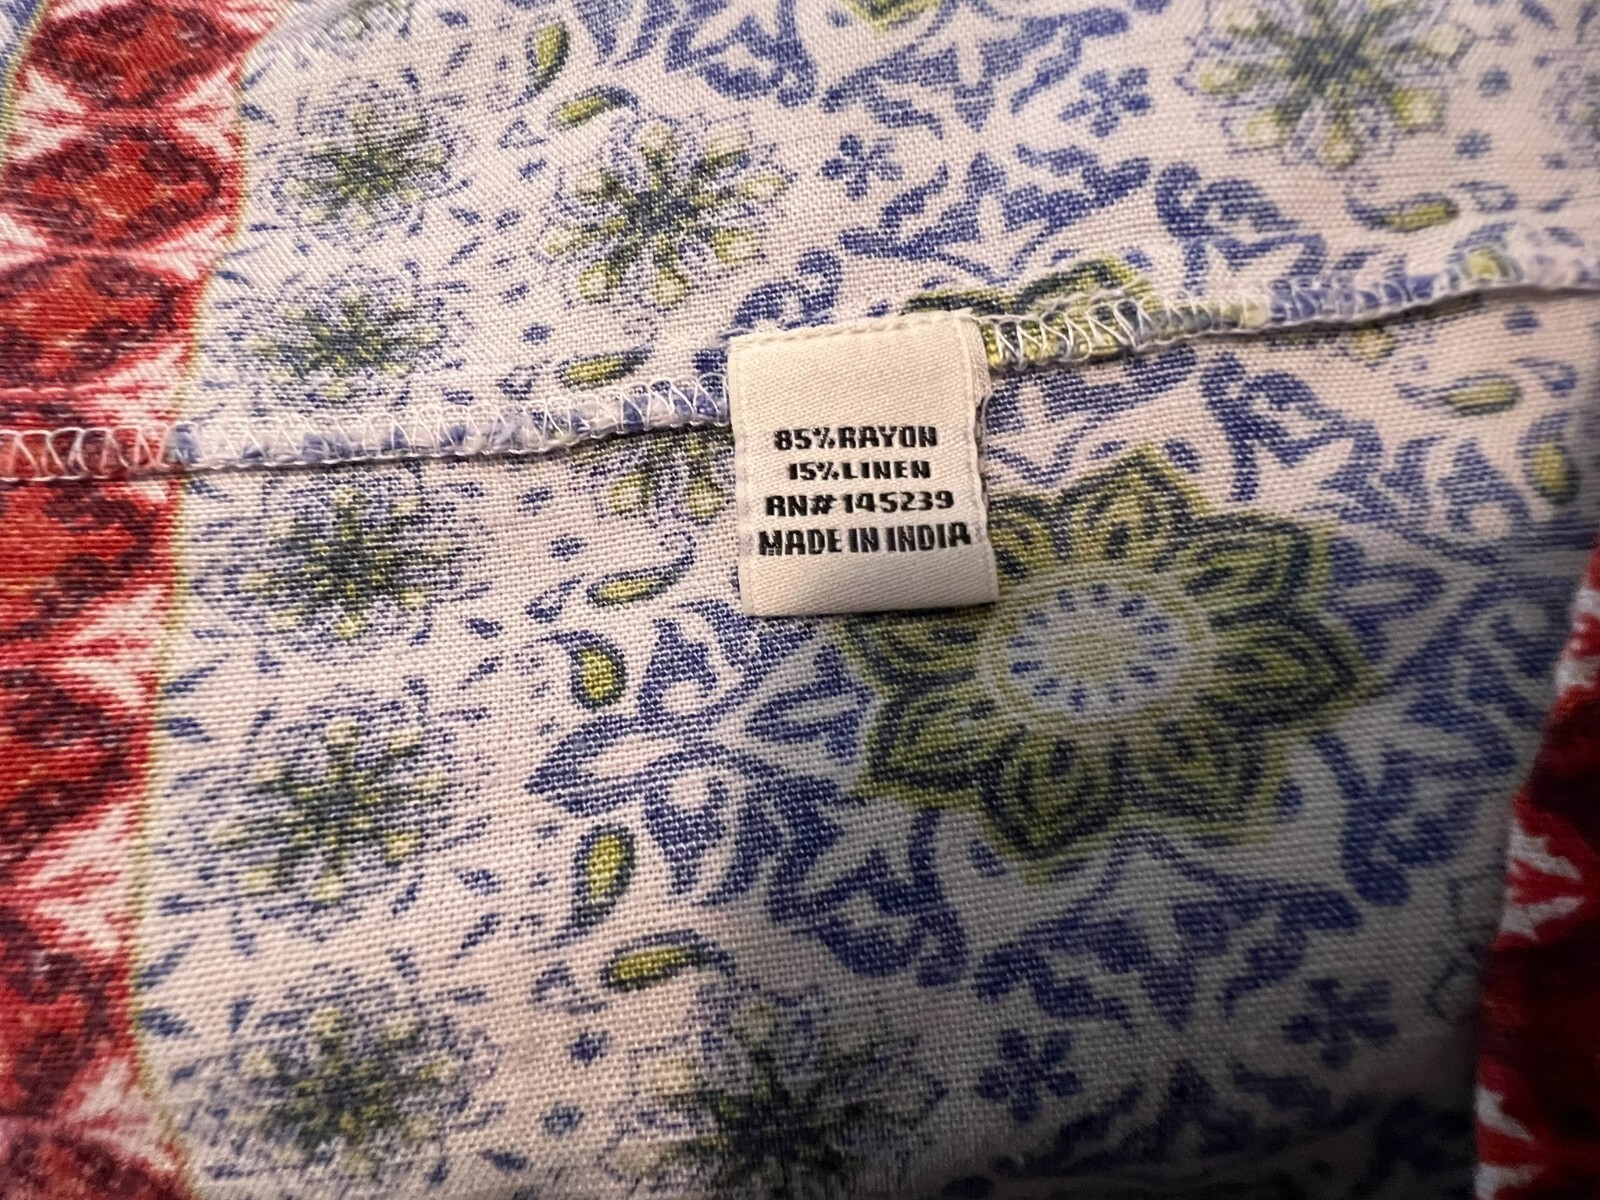 85%RAYON
15%LINEN
RN#145239
MADE IN INDIA